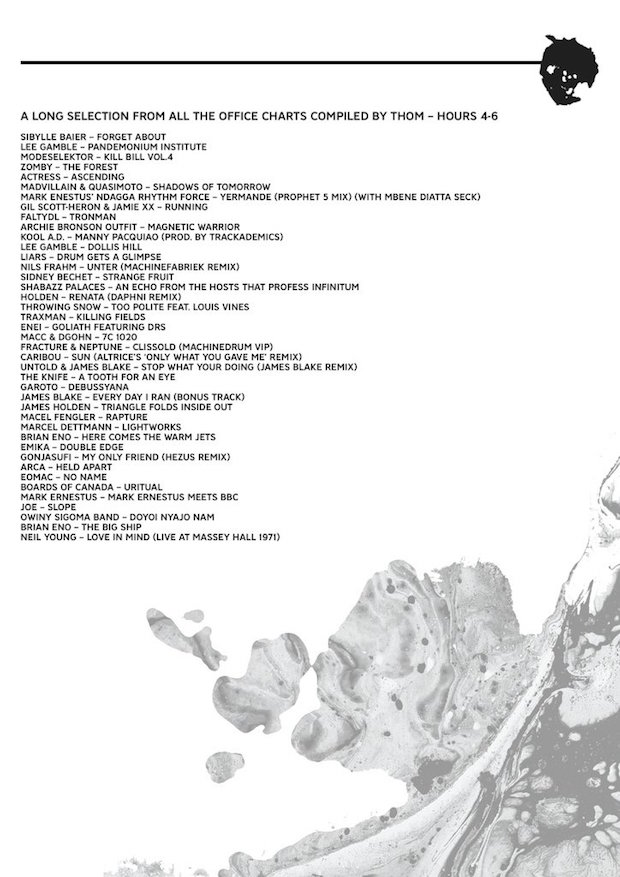 A LONG SELECTION FROM ALL THE OFFICE CHARTS COMPILED BY THOM – HOURS 4-6
SIBYLLE BAIER – FORGET ABOUT
LEE GAMBLE – PANDEMONIUM INSTITUTE
MODESELEKTOR – KILL BILL VOL.4
ZOMBY – THE FOREST
ACTRESS – ASCENDING
MADVILLAIN & QUASIMOTO – SHADOWS OF TOMORROW
MARK ENESTUS' NDAGGA RHYTHM FORCE – YERMANDE (PROPHET 5 MIX) (WITH MBENE DIATTA SECK)
GIL SCOTT-HERON & JAMIE XX – RUNNING
FALTYDL – TRONMAN
ARCHIE BRONSON OUTFIT – MAGNETIC WARRIOR
KOOL A.D. – MANNY PACQUIAO (PROD. BY TRACKADEMICS)
LEE GAMBLE – DOLLIS HILL
LIARS – DRUM GETS A GLIMPSE
NILS FRAHM – UNTER (MACHINEFABRIEK REMIX)
SIDNEY BECHET – STRANGE FRUIT
SHABAZZ PALACES – AN ECHO FROM THE HOSTS THAT PROFESS INFINITUM
HOLDEN – RENATA (DAPHNI REMIX)
THROWING SNOW – TOO POLITE FEAT. LOUIS VINES
TRAXMAN – KILLING FIELDS
ENEI – GOLIATH FEATURING DRS
MACC & DGOHN – 7C 1020
FRACTURE & NEPTUNE – CLISSOLD (MACHINEDRUM VIP)
CARIBOU – SUN (ALTRICE'S 'ONLY WHAT YOU GAVE ME' REMIX)
UNTOLD & JAMES BLAKE – STOP WHAT YOUR DOING (JAMES BLAKE REMIX)
THE KNIFE – A TOOTH FOR AN EYE
GAROTO – DEBUSSYANA
JAMES BLAKE – EVERY DAY I RAN (BONUS TRACK)
JAMES HOLDEN – TRIANGLE FOLDS INSIDE OUT
MACEL FENGLER – RAPTURE
MARCEL DETTMANN – LIGHTWORKS
BRIAN ENO – HERE COMES THE WARM JETS
EMIKA – DOUBLE EDGE
GONJASUFI – MY ONLY FRIEND (HEZUS REMIX)
ARCA – HELD APART
EOMAC – NO NAME
BOARDS OF CANADA – URITUAL
MARK ERNESTUS – MARK ERNESTUS MEETS BBC
JOE – SLOPE
OWINY SIGOMA BAND – DOYOI NYAJO NAM
BRIAN ENO – THE BIG SHIP
NEIL YOUNG – LOVE IN MIND (LIVE AT MASSEY HALL 1971)